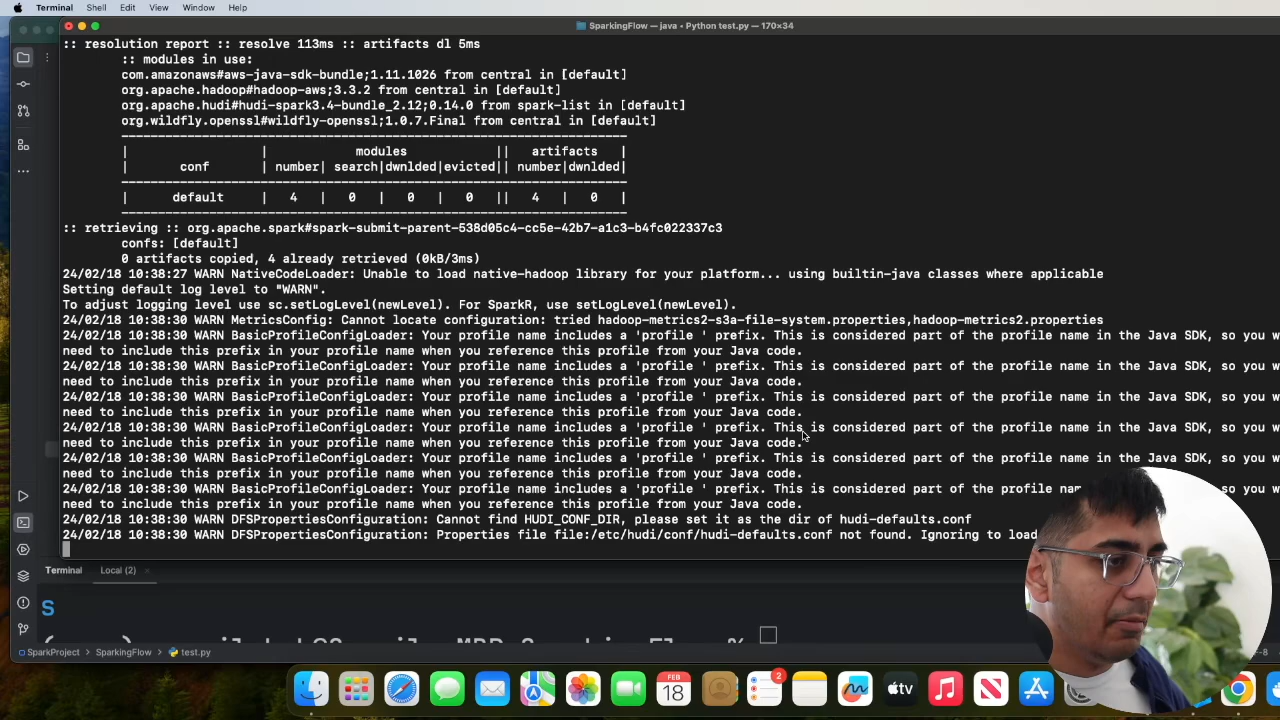 Terminal Shell Edit View Window Help
SparkingFlow — java • Python test.py — 170×34
:: resolution report :: resolve 113ms :: artifacts dl 5ms
:: modules in use:
com.amazonaws#aws-java-sdk-bundle;1.11.1026 from central in [default]
org.apache.hadoop#hadoop-aws;3.3.2 from central in [default]
org.apache.hudi#hudi-spark3.4-bundle_2.12;0.14.0 from spark-list in [default]
org.wildfly.openssl#wildfly-openssl;1.0.7.Final from central in [default]
---------------------------------------------------------------------
| | modules || artifacts |
| conf | number| search|dwnlded|evicted|| number|dwnlded|
---------------------------------------------------------------------
| default | 4 | 0 | 0 | 0 || 4 | 0 |
---------------------------------------------------------------------
:: retrieving :: org.apache.spark#spark-submit-parent-538d05c4-cc5e-42b7-a1c3-b4fc022337c3
confs: [default]
0 artifacts copied, 4 already retrieved (0kB/3ms)
24/02/18 10:38:27 WARN NativeCodeLoader: Unable to load native-hadoop library for your platform... using builtin-java classes where applicable
Setting default log level to "WARN".
To adjust logging level use sc.setLogLevel(newLevel). For SparkR, use setLogLevel(newLevel).
24/02/18 10:38:30 WARN MetricsConfig: Cannot locate configuration: tried hadoop-metrics2-s3a-file-system.properties,hadoop-metrics2.properties
24/02/18 10:38:30 WARN BasicProfileConfigLoader: Your profile name includes a 'profile ' prefix. This is considered part of the profile name in the Java SDK, so you w
need to include this prefix in your profile name when you reference this profile from your Java code.
24/02/18 10:38:30 WARN BasicProfileConfigLoader: Your profile name includes a 'profile ' prefix. This is considered part of the profile name in the Java SDK, so you w
need to include this prefix in your profile name when you reference this profile from your Java code.
24/02/18 10:38:30 WARN BasicProfileConfigLoader: Your profile name includes a 'profile ' prefix. This is considered part of the profile name in the Java SDK, so you w
need to include this prefix in your profile name when you reference this profile from your Java code.
24/02/18 10:38:30 WARN BasicProfileConfigLoader: Your profile name includes a 'profile ' prefix. This is considered part of the profile name in the Java SDK, so you w
need to include this prefix in your profile name when you reference this profile from your Java code.
24/02/18 10:38:30 WARN BasicProfileConfigLoader: Your profile name includes a 'profile ' prefix. This is considered part of the profile name in the Java SDK, so you w
need to include this prefix in your profile name when you reference this profile from your Java code.
24/02/18 10:38:30 WARN BasicProfileConfigLoader: Your profile name includes a 'profile ' prefix. This is considered part of the profile nam
need to include this prefix in your profile name when you reference this profile from your Java code.
24/02/18 10:38:30 WARN DFSPropertiesConfiguration: Cannot find HUDI_CONF_DIR, please set it as the dir of hudi-defaults.conf
24/02/18 10:38:30 WARN DFSPropertiesConfiguration: Properties file file:/etc/hudi/conf/hudi-defaults.conf not found. Ignoring to load
Terminal Local (2) ×
S
SparkProject > SparkingFlow > test.py
FEB
18
2
tv